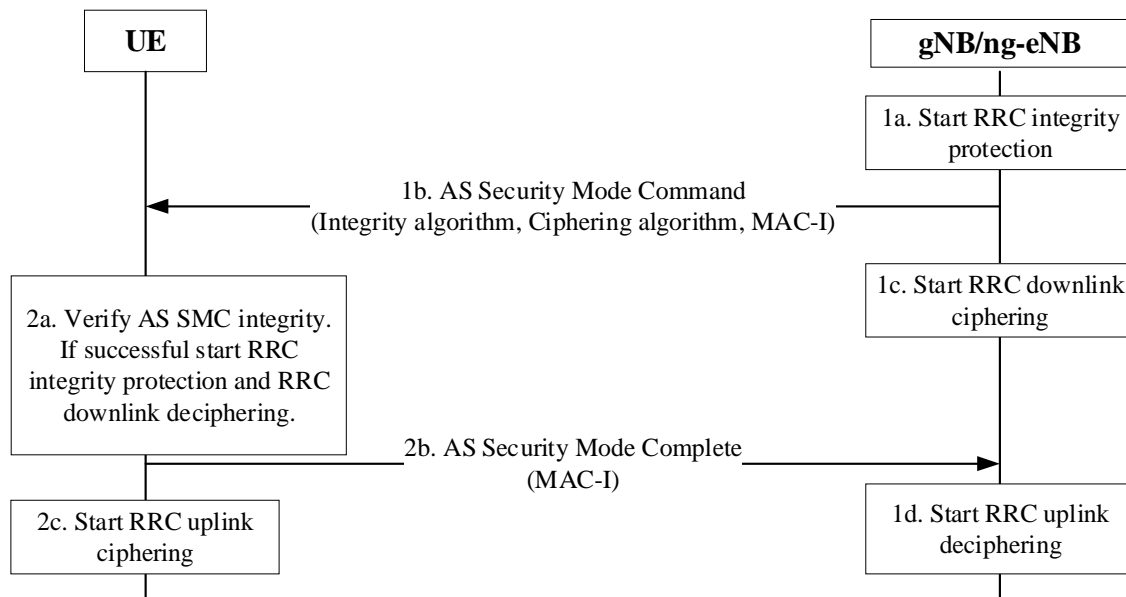 UE
gNB/ng-eNB
1a. Start RRC integrity
protection
1b. AS Security Mode Command
(Integrity algorithm, Ciphering algorithm, MAC-I)
1c. Start RRC downlink
ciphering
2a. Verify AS SMC integrity.
If successful start RRC
integrity protection and RRC
downlink deciphering.
2b. AS Security Mode Complete
(MAC-I)
2c. Start RRC uplink
ciphering
1d. Start RRC uplink
deciphering